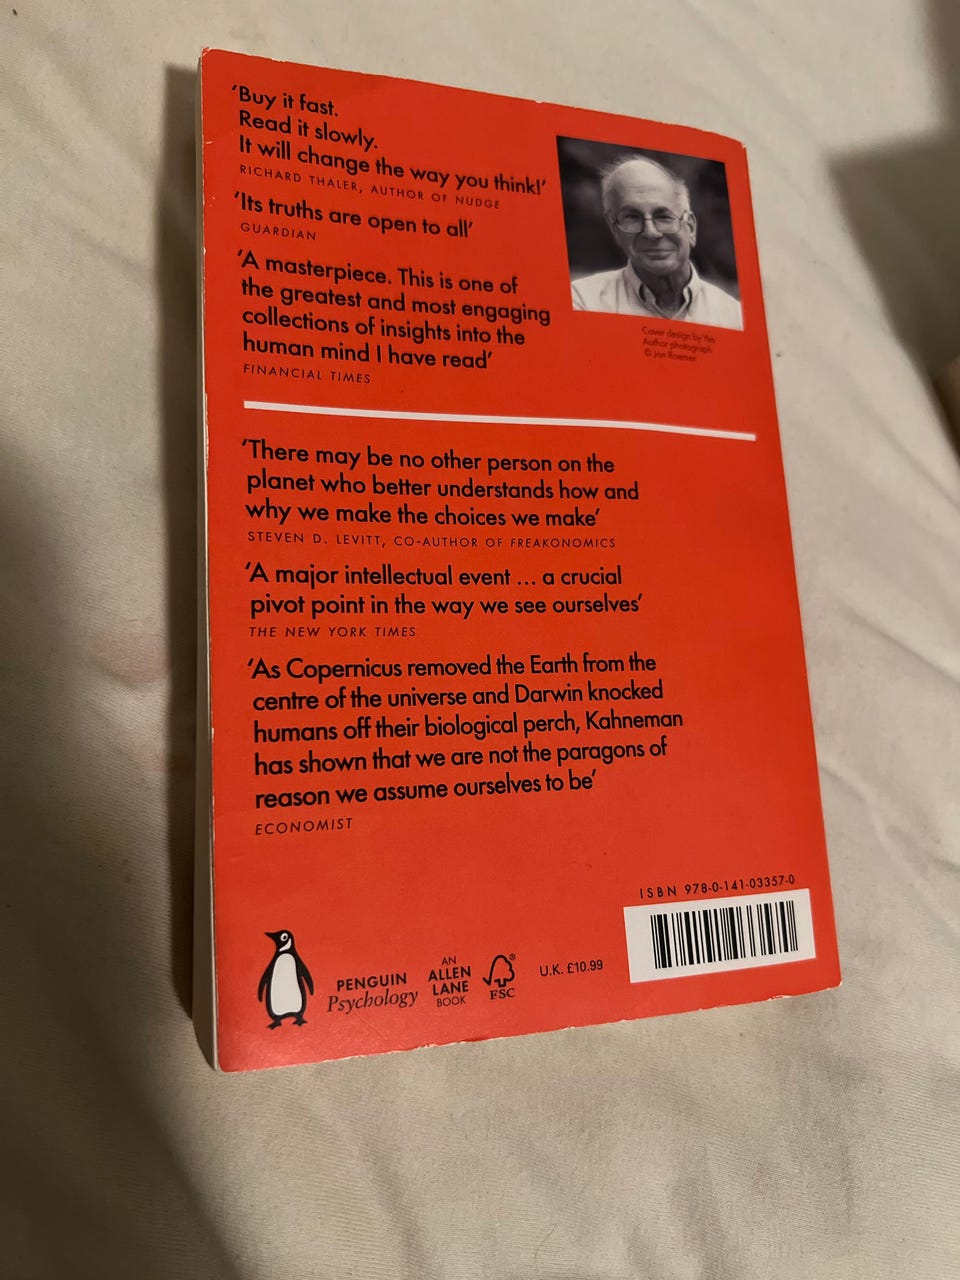 ‘Buy it fast.
Read it slowly.
It will change the way you think!’
RICHARD THALER, AUTHOR OF NUDGE
‘Its truths are open to all’
GUARDIAN
‘A masterpiece. This is one of
the greatest and most engaging
collections of insights into the
human mind I have read’
FINANCIAL TIMES
Cover design by Yes
Author photograph
© Jon Roemer
‘There may be no other person on the
planet who better understands how and
why we make the choices we make’
STEVEN D. LEVITT, CO-AUTHOR OF FREAKONOMICS
‘A major intellectual event ... a crucial
pivot point in the way we see ourselves’
THE NEW YORK TIMES
‘As Copernicus removed the Earth from the
centre of the universe and Darwin knocked
humans off their biological perch, Kahneman
has shown that we are not the paragons of
reason we assume ourselves to be’
ECONOMIST
ISBN 978-0-141-03357-0
PENGUIN
Psychology
AN
ALLEN
LANE
BOOK
®
FSC
U.K. £10.99